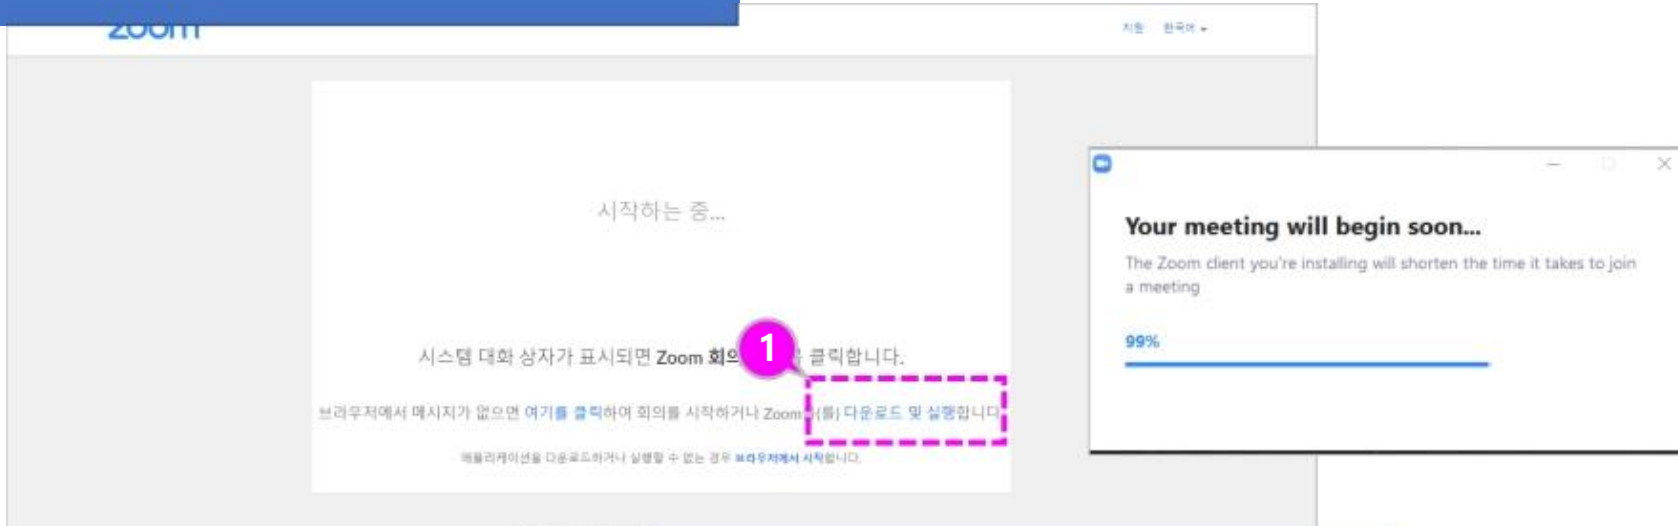 zoom
지원 한국어
시작하는 중...
시스템 대화 상자가 표시되면 Zoom 회의 클릭합니다.
1
브라우저에서 메시지가 없으면 여기를 클릭하여 회의를 시작하거나 Zoom (를) 다운로드 및 실행합니다
애플리케이션을 다운로드하거나 실행할 수 없는 경우 브라우저에서 시작합니다.
Your meeting will begin soon...
The Zoom client you're installing will shorten the time it takes to join
a meeting
99%